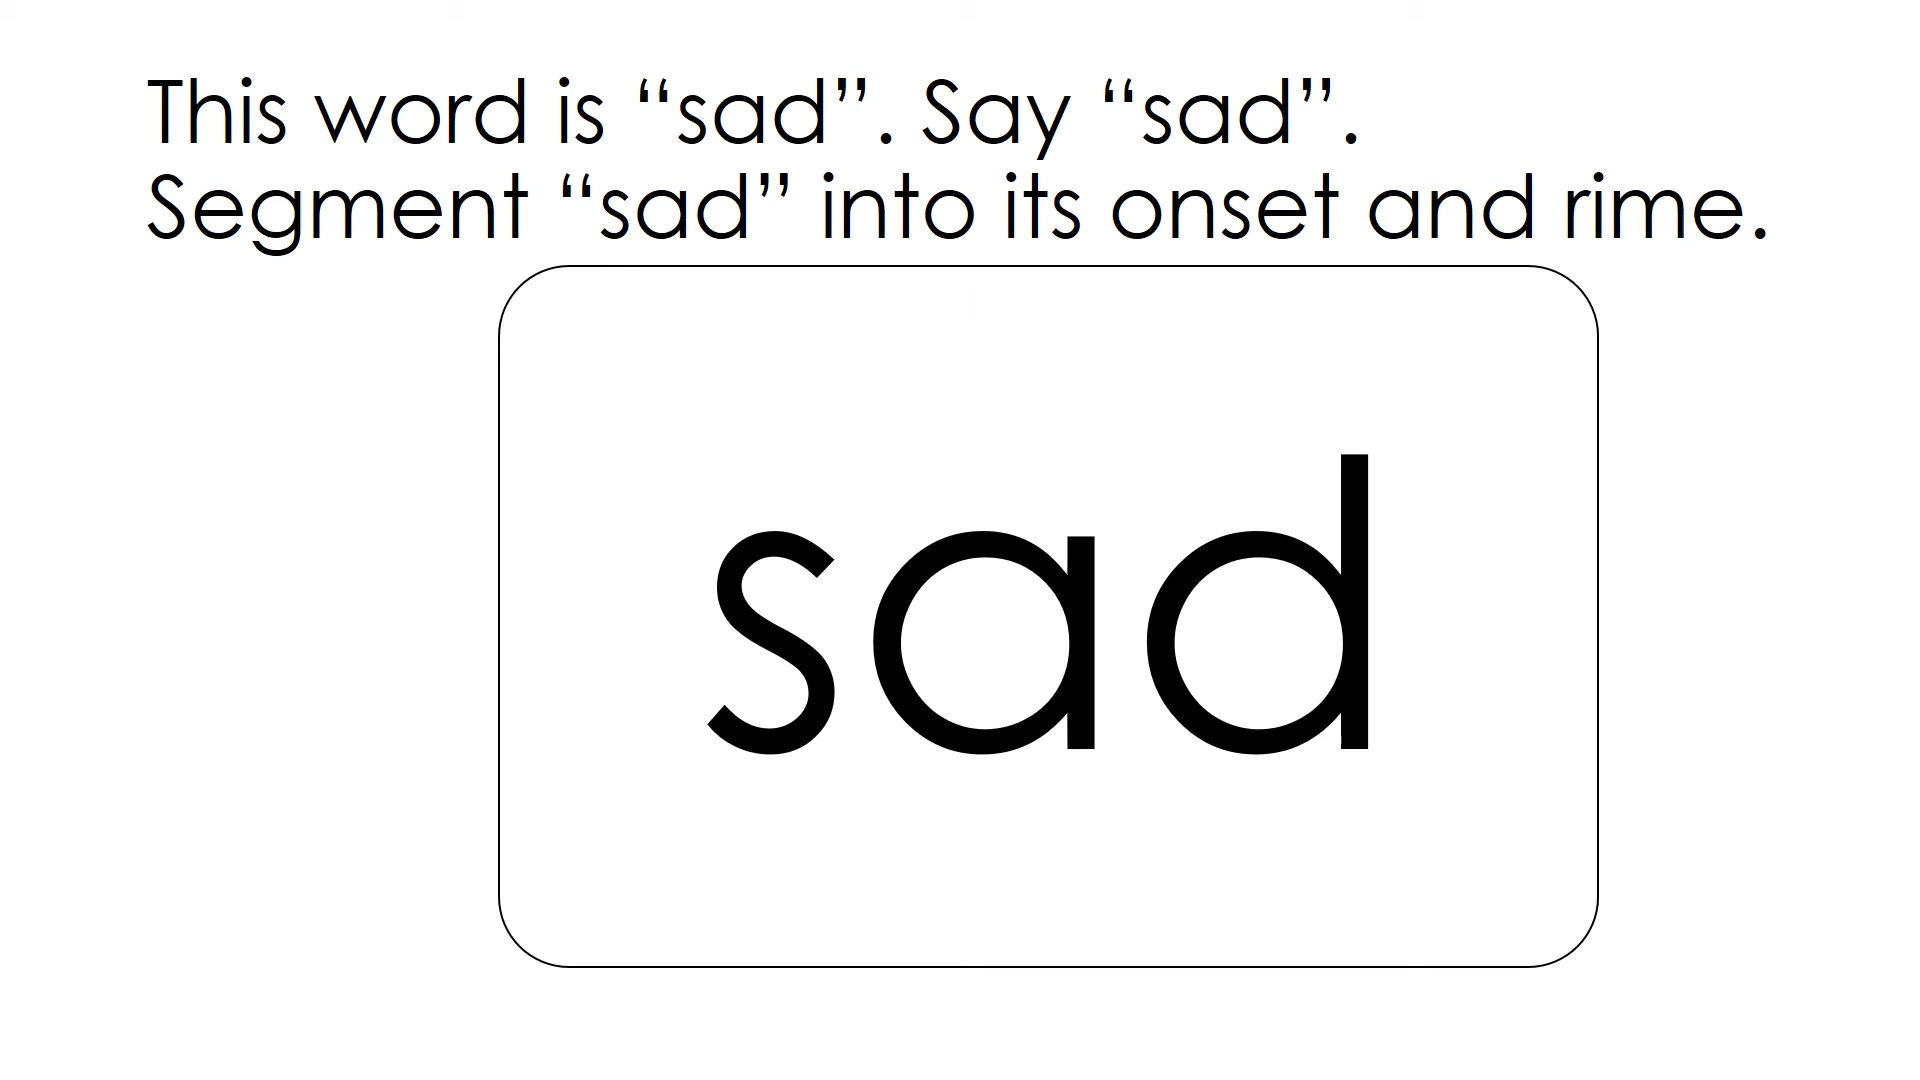 This word is “sad”. Say “sad”.
Segment “sad” into its onset and rime.
sad